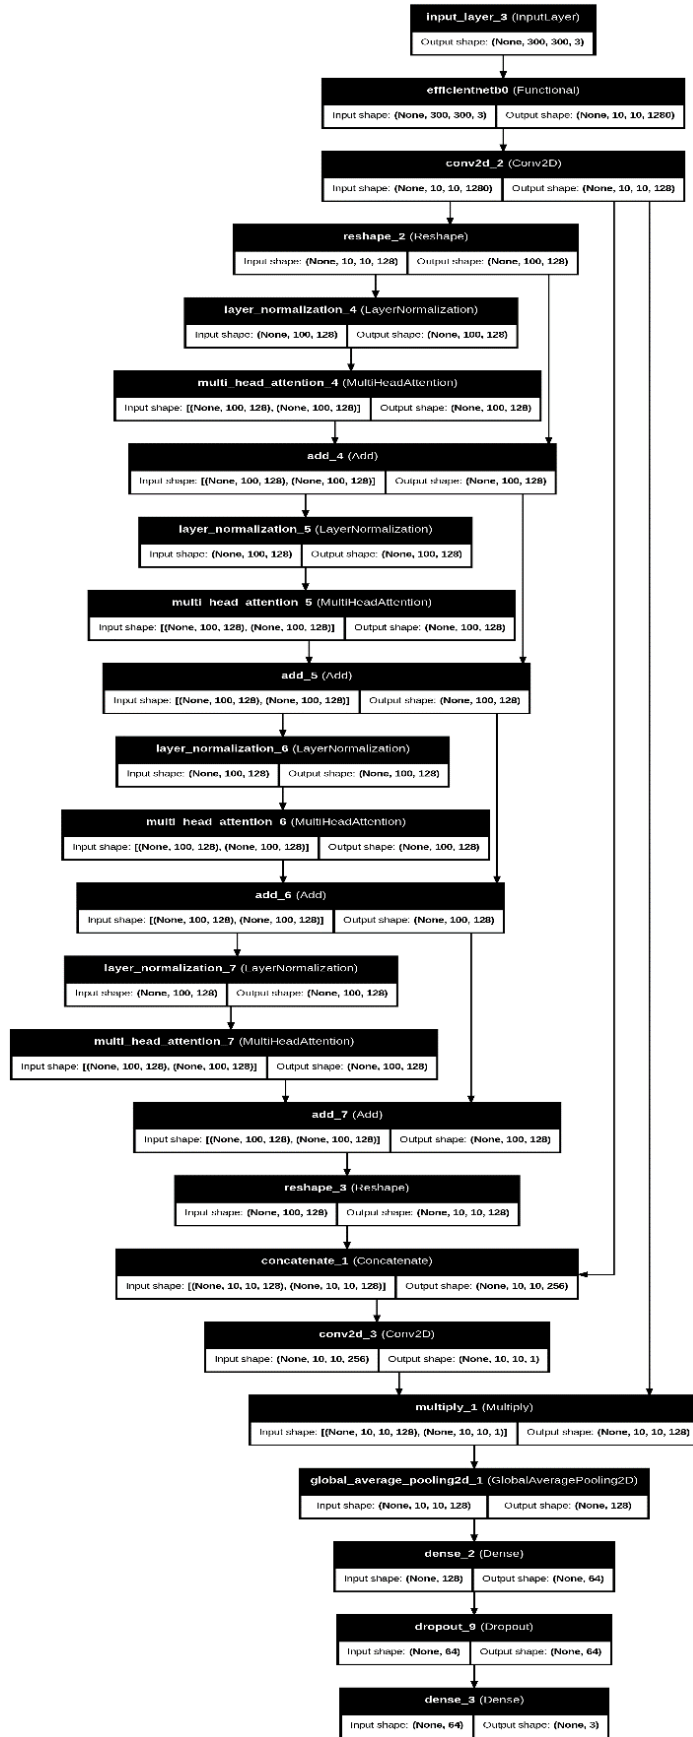 input_layer_3 (InputLayer)
Output shape: (None, 300, 300, 3)
efficientnetb0 (Functional)
Input shape: (None, 300, 300, 3) Output shape: (None, 10, 10, 1280)
conv2d_2 (Conv2D)
Input shape: (None, 10, 10, 1280) Output shape: (None, 10, 10, 128)
reshape_2 (Reshape)
Input shape: (None, 10, 10, 128) Output shape: (None, 100, 128)
layer_normalization_4 (LayerNormalization)
Input shape: (None, 100, 128) Output shape: (None, 100, 128)
multi_head_attention_4 (MultiHeadAttention)
Input shape: [(None, 100, 128), (None, 100, 128)] Output shape: (None, 100, 128)
add_4 (Add)
Input shape: [(None, 100, 128), (None, 100, 128)] Output shape: (None, 100, 128)
layer_normalization_5 (LayerNormalization)
Input shape: (None, 100, 128) Output shape: (None, 100, 128)
multi_head_attention_5 (MultiHeadAttention)
Input shape: [(None, 100, 128), (None, 100, 128)] Output shape: (None, 100, 128)
add_5 (Add)
Input shape: [(None, 100, 128), (None, 100, 128)] Output shape: (None, 100, 128)
layer_normalization_6 (LayerNormalization)
Input shape: (None, 100, 128) Output shape: (None, 100, 128)
multi_head_attention_6 (MultiHeadAttention)
Input shape: [(None, 100, 128), (None, 100, 128)] Output shape: (None, 100, 128)
add_6 (Add)
Input shape: [(None, 100, 128), (None, 100, 128)] Output shape: (None, 100, 128)
layer_normalization_7 (LayerNormalization)
Input shape: (None, 100, 128) Output shape: (None, 100, 128)
multi_head_attention_7 (MultiHeadAttention)
Input shape: [(None, 100, 128), (None, 100, 128)] Output shape: (None, 100, 128)
add_7 (Add)
Input shape: [(None, 100, 128), (None, 100, 128)] Output shape: (None, 100, 128)
reshape_3 (Reshape)
Input shape: (None, 100, 128) Output shape: (None, 10, 10, 128)
concatenate_1 (Concatenate)
Input shape: [(None, 10, 10, 128), (None, 10, 10, 128)] Output shape: (None, 10, 10, 256)
conv2d_3 (Conv2D)
Input shape: (None, 10, 10, 256) Output shape: (None, 10, 10, 1)
multiply_1 (Multiply)
Input shape: [(None, 10, 10, 128), (None, 10, 10, 1)] Output shape: (None, 10, 10, 128)
global_average_pooling2d_1 (GlobalAveragePooling2D)
Input shape: (None, 10, 10, 128) Output shape: (None, 128)
dense_2 (Dense)
Input shape: (None, 128) Output shape: (None, 64)
dropout_9 (Dropout)
Input shape: (None, 64) Output shape: (None, 64)
dense_3 (Dense)
Input shape: (None, 64) Output shape: (None, 3)